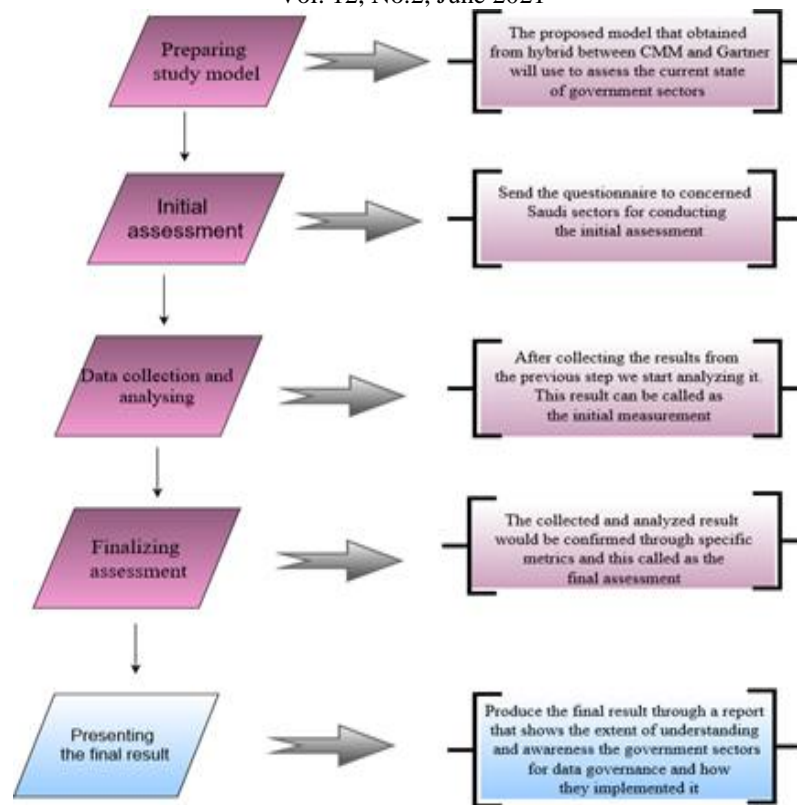 Vol. 12, No.2, June 2021
Preparing
study model
The proposed model that obtained
from hybrid between CMM and Gartner
will use to assess the current state
of government sectors
Initial
assessment
Send the questionnaire to concerned
Saudi sectors for conducting
the initial assessment
Data collection and
analysing
After collecting the results from
the previous step we start analyzing it.
This result can be called as
the initial measurement
Finalizing
assessment
The collected and analyzed result
would be confirmed through specific
metrics and this called as the
final assessment
Presenting
the final result
Produce the final result through a report
that shows the extent of understanding
and awareness the government sectors
for data governance and how
they implemented it